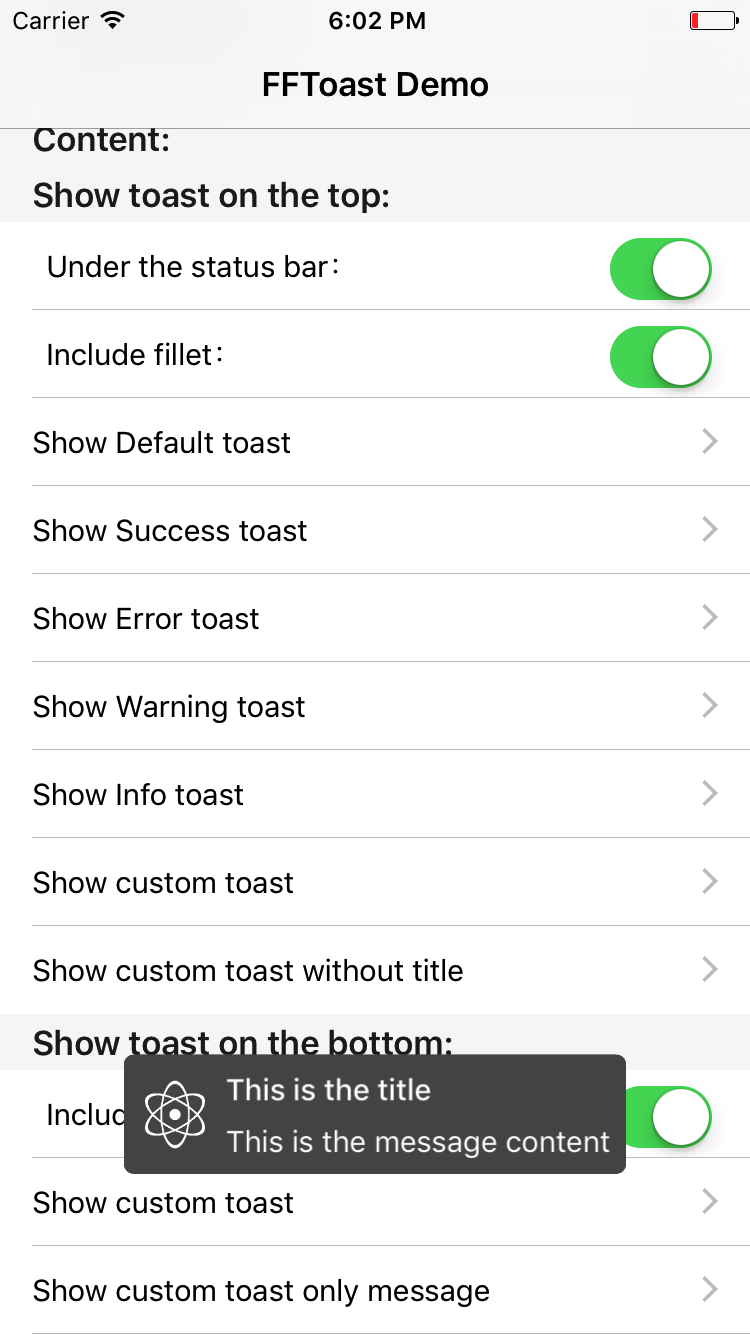 Carrier 6:02 PM
FFToast Demo
Content:
Show toast on the top:
Under the status bar：
Include fillet：
Show Default toast
Show Success toast
Show Error toast
Show Warning toast
Show Info toast
Show custom toast
Show custom toast without title
Show toast on the bottom:
This is the title
Includ
This is the message content
Show custom toast
Show custom toast only message